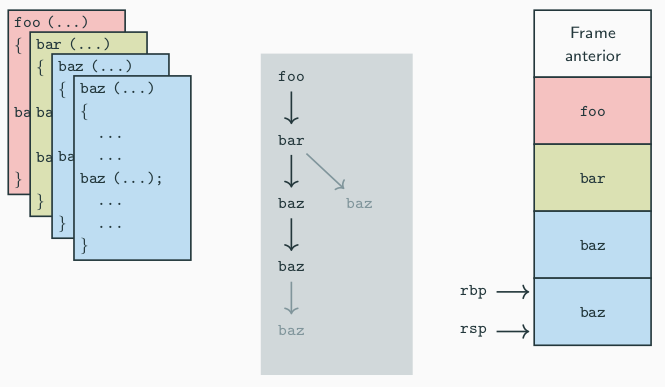 foo (...)
{
ba
}
bar (...)
{
ba
ba
}
baz (...)
{
ba
}
baz (...)
{
...
...
baz (...);
...
...
}
foo
bar
baz
baz
baz
baz
Frame
anterior
foo
bar
baz
baz
rbp
rsp